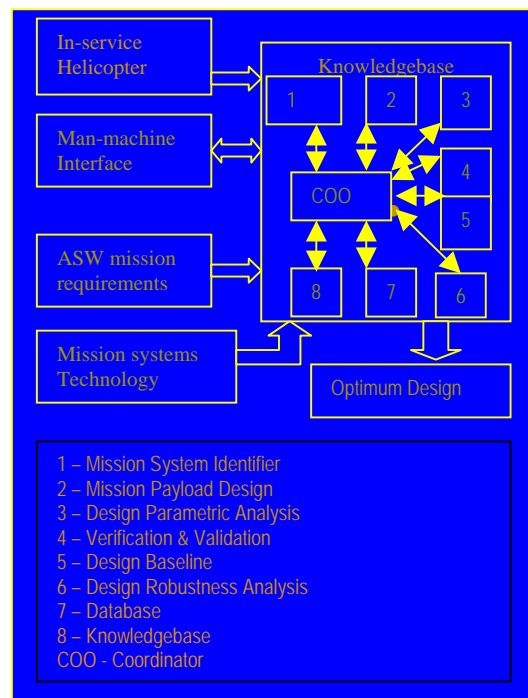 In-service
Helicopter
Knowledgebase
1
2
3
Man-machine
Interface
4
COO
5
ASW mission
requirements
8
7
6
Mission systems
Technology
Optimum Design
1 – Mission System Identifier
2 – Mission Payload Design
3 – Design Parametric Analysis
4 – Verification & Validation
5 – Design Baseline
6 – Design Robustness Analysis
7 – Database
8 – Knowledgebase
COO - Coordinator